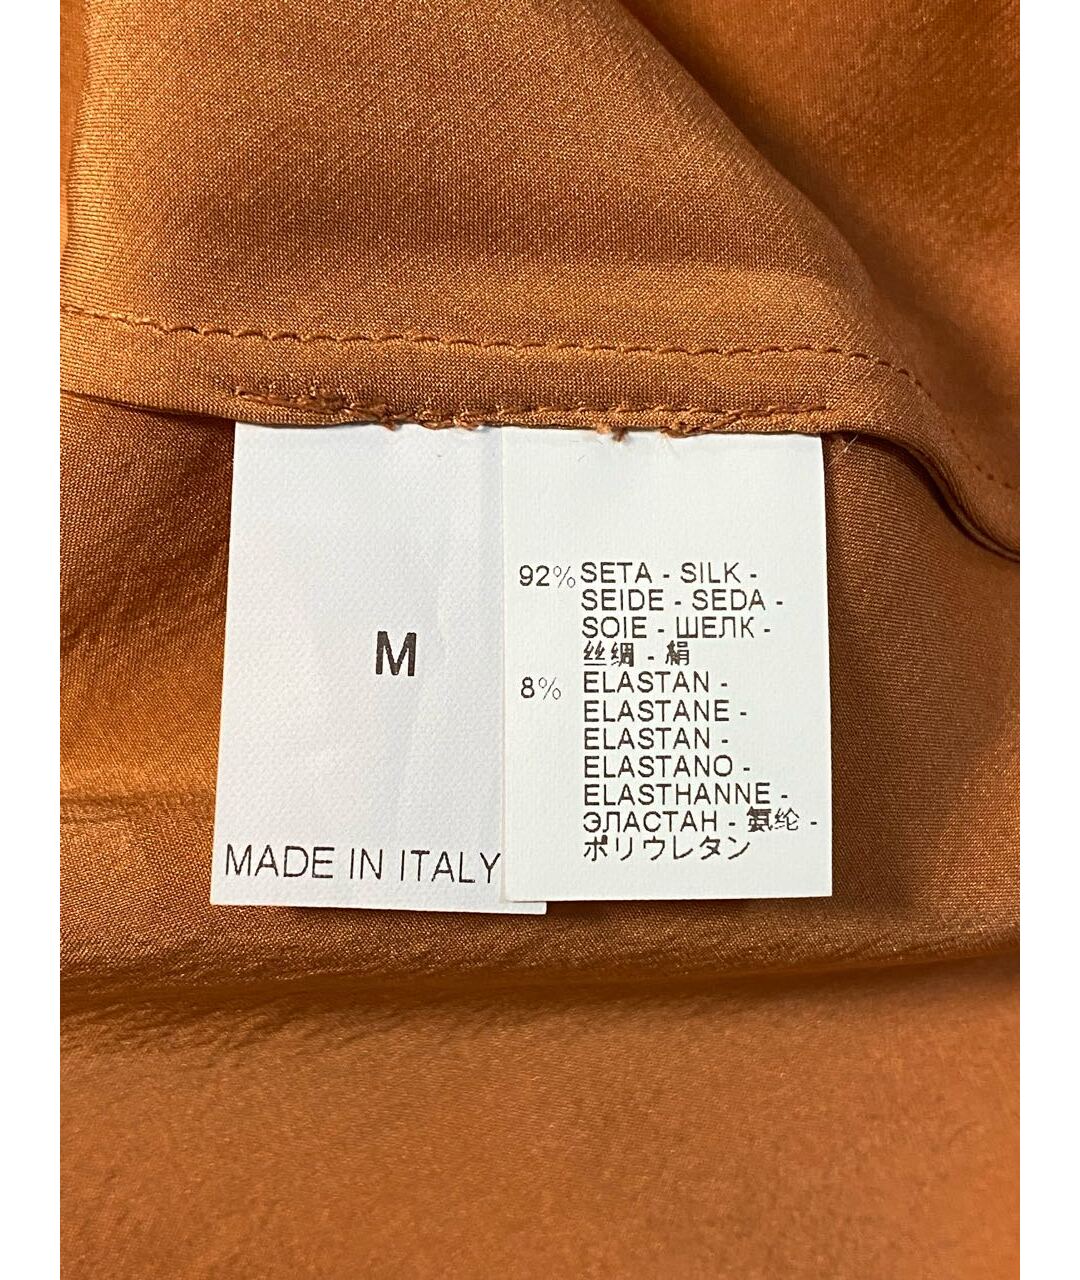 M
MADE IN ITALY
92% SETA - SILK -
SEIDE - SEDA -
SOIE - ШЕЛК -
丝绸 - 絹
8% ELASTAN -
ELASTANE -
ELASTAN -
ELASTANO -
ELASTHANNE -
ЭЛАСТАН - 氨纶 -
ポリウレタン